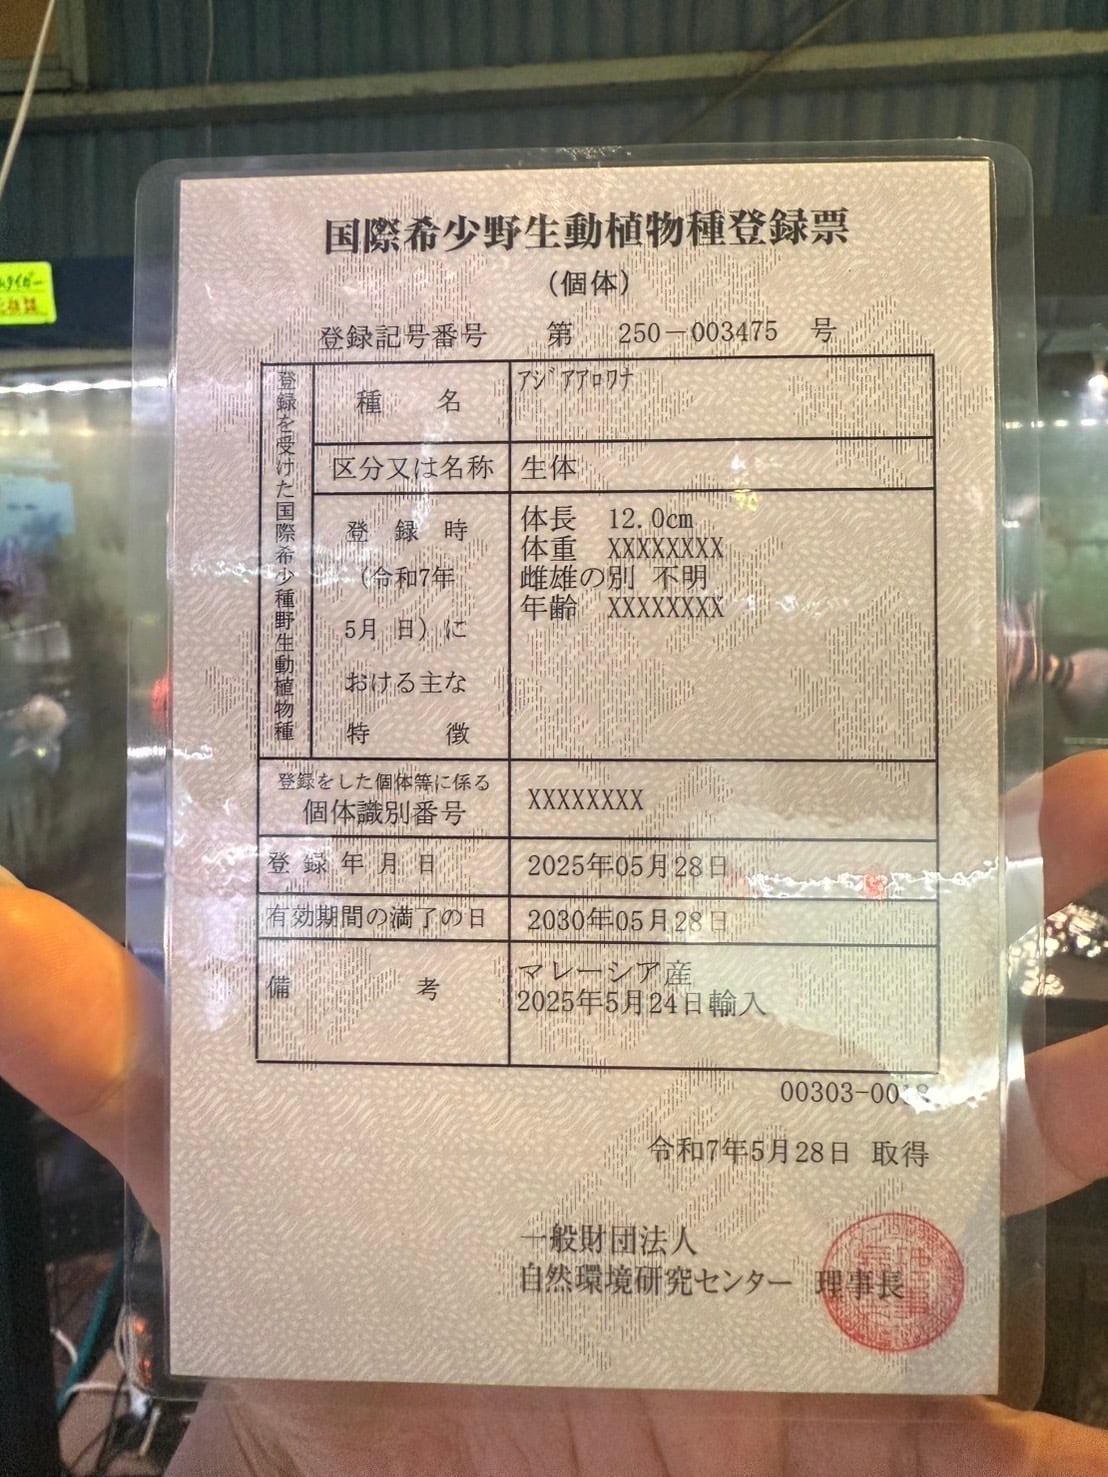 国際希少野生動植物種登録票
(個体)
登録記号番号 第 250－003475 号
登録を受けた国際希少種野生動植物種
種 名
ｱｼﾞｱｱﾛﾜﾅ
区分又は名称
生体
登 録 時
(令和7年
5月 日) に
おける主な
特 徴
体長 12.0cm
体重 XXXXXXXX
雌雄の別 不明
年齢 XXXXXXXX
登録をした個体等に係る
個体識別番号
XXXXXXXX
登 録 年 月 日
2025年05月28日
有効期間の満了の日
2030年05月28日
備 考
マレーシア産
2025年5月24日輸入
00303-00
令和7年5月28日 取得
一般財団法人
自然環境研究センター 理事長